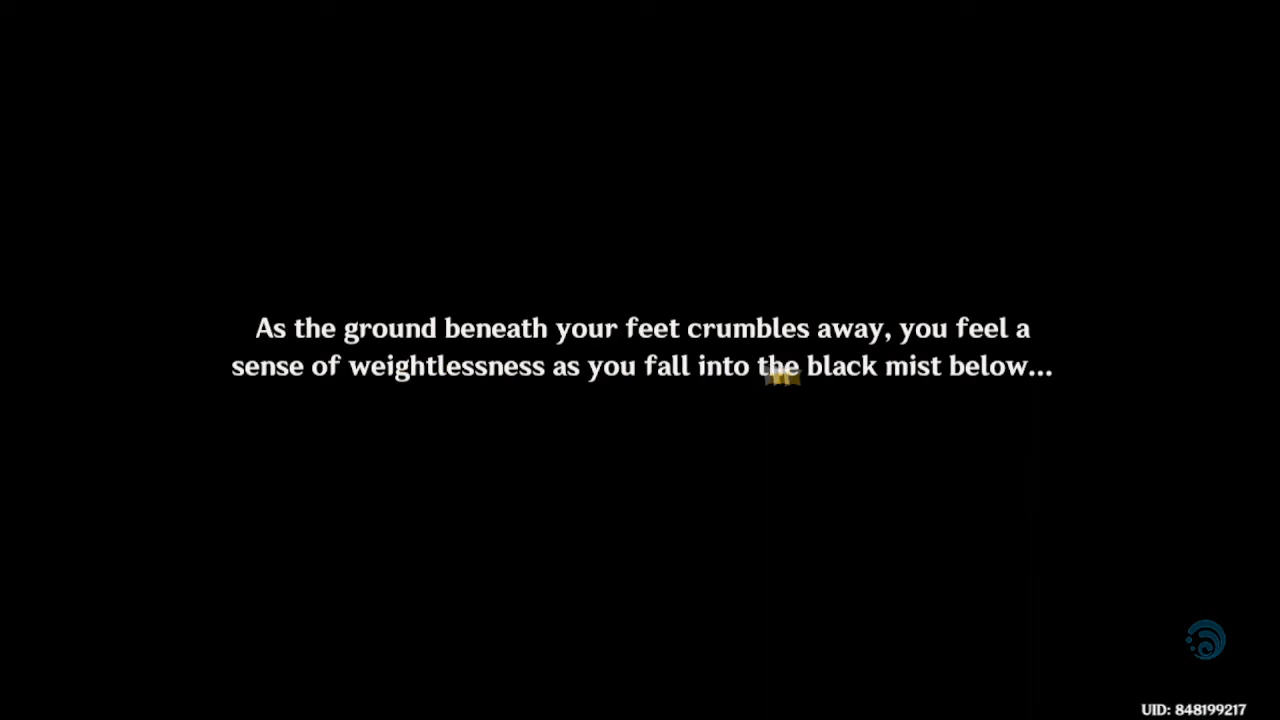 As the ground beneath your feet crumbles away, you feel a
sense of weightlessness as you fall into the black mist below...
UID: 848199217